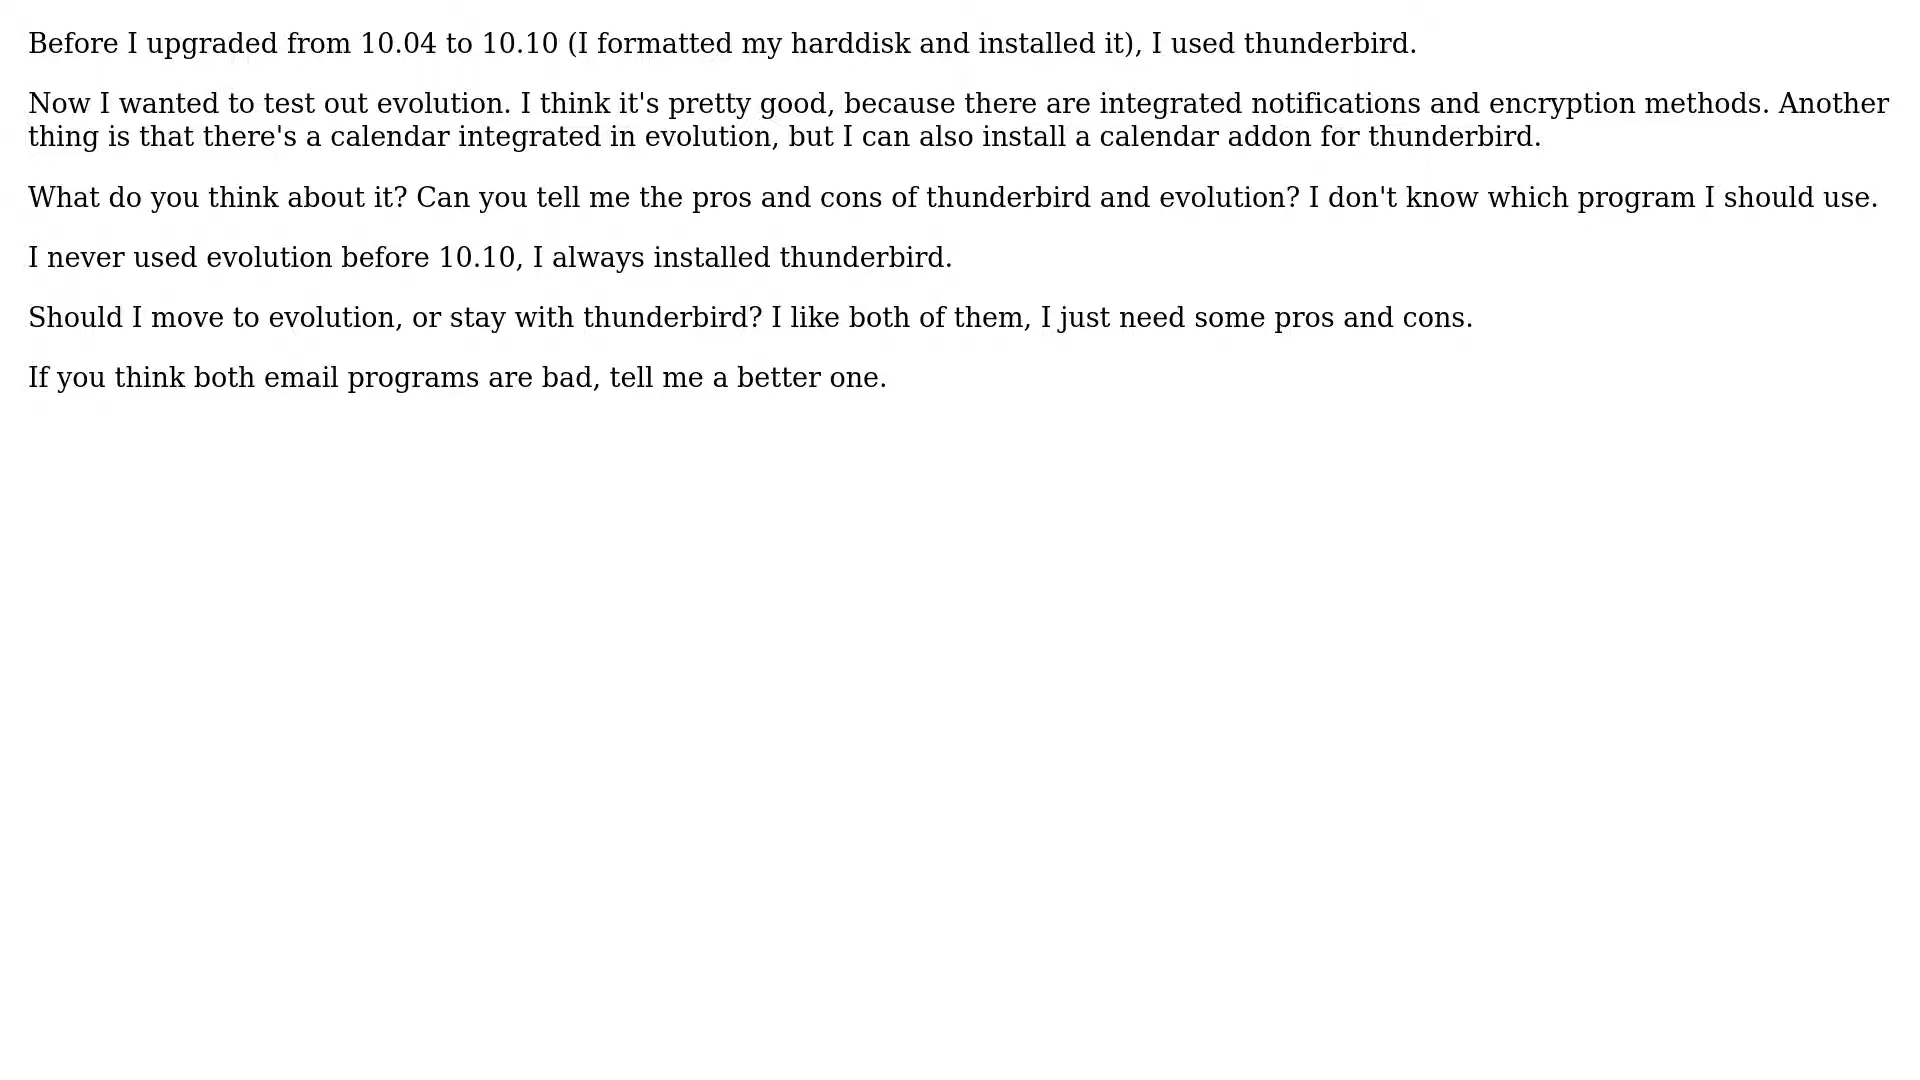 Before I upgraded from 10.04 to 10.10 (I formatted my harddisk and installed it), I used thunderbird.
Now I wanted to test out evolution. I think it's pretty good, because there are integrated notifications and encryption methods. Another
thing is that there's a calendar integrated in evolution, but I can also install a calendar addon for thunderbird.
What do you think about it? Can you tell me the pros and cons of thunderbird and evolution? I don't know which program I should use.
I never used evolution before 10.10, I always installed thunderbird.
Should I move to evolution, or stay with thunderbird? I like both of them, I just need some pros and cons.
If you think both email programs are bad, tell me a better one.